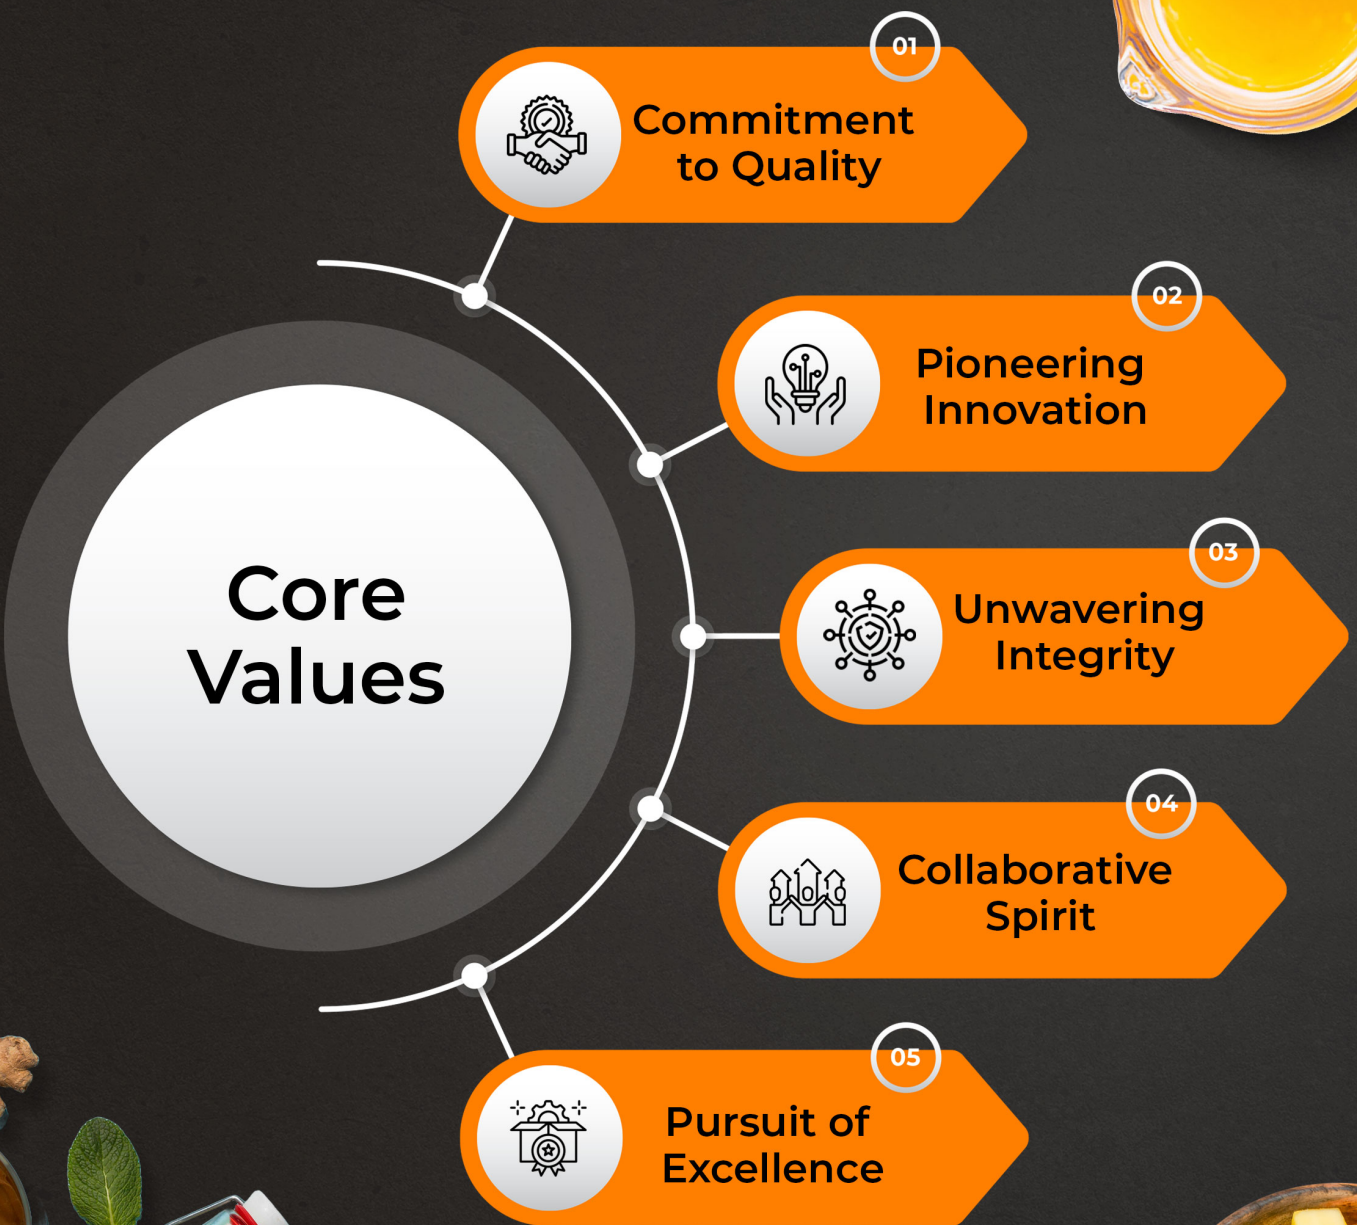 Core
Values
01
Commitment
to Quality
02
Pioneering
Innovation
03
Unwavering
Integrity
04
Collaborative
Spirit
05
Pursuit of
Excellence